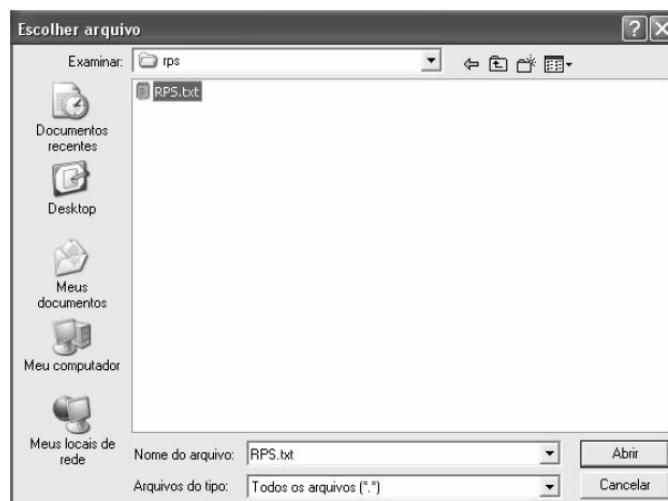 Escolher arquivo
Examinar: rps
RPS.txt
Documentos
recentes
Desktop
Meus
documentos
Meu computador
Meus locais de
rede
Nome do arquivo: RPS.txt Abrir
Arquivos do tipo: Todos os arquivos (*.*) Cancelar